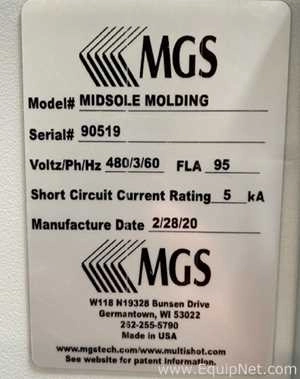 MGS
Model# MIDSOLE MOLDING
Serial# 90519
Voltz/Ph/Hz 480/3/60 FLA 95
Short Circuit Current Rating 5 kA
Manufacture Date 2/28/20
MGS
W118 N19328 Bunsen Drive
Germantown, WI 53022
262-255-5790
Made in USA
www.mgstech.com/www.multishot.com
See website for patent information.
© EquipNet.com